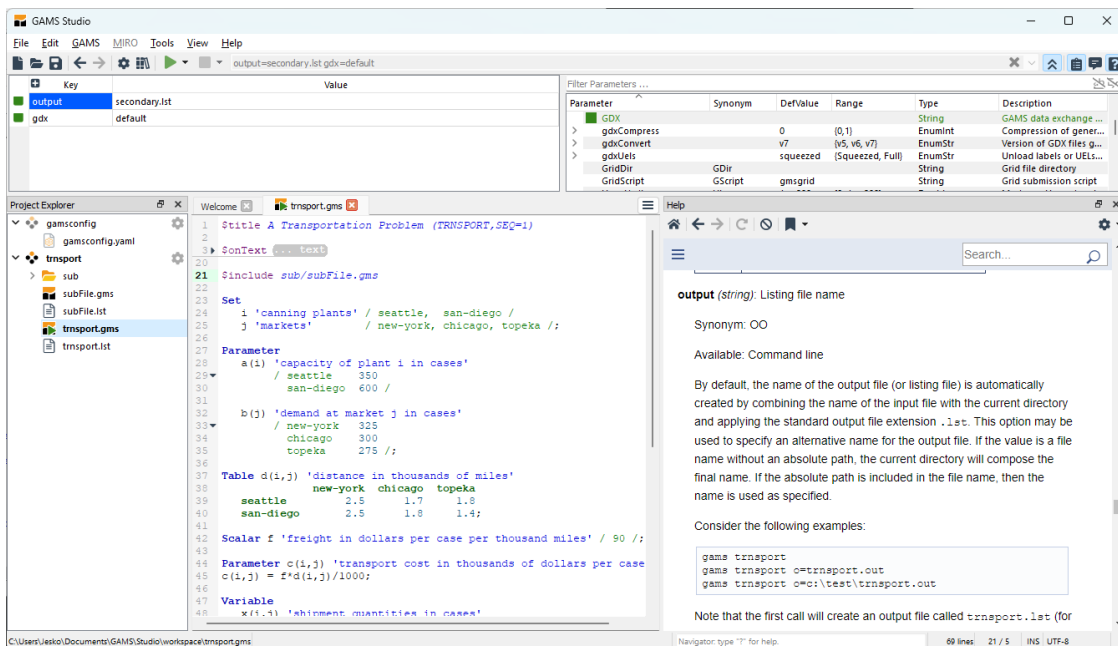 GAMS Studio
File Edit GAMS MIRO Tools View Help
output=secondary.lst gdx=default
Key Value
output secondary.lst
gdx default
Filter Parameters ...
Parameter Synonym DefValue Range Type Description
GDX String GAMS data exchange ...
gdxCompress 0 {0,1} EnumInt Compression of gener...
gdxConvert v7 {v5, v6, v7} EnumStr Version of GDX files g...
gdxUels squeezed {Squeezed, Full} EnumStr Unload labels or UELs...
GridDir GDir String Grid file directory
GridScript GScript gmsgrid String Grid submission script
Project Explorer
gamsconfig
gamsconfig.yaml
trnsport
sub
subFile.gms
subFile.lst
trnsport.gms
trnsport.lst
Welcome trnsport.gms
1 $title A Transportation Problem (TRNSPORT,SEQ=1)
2
3 $onText ... text
20
21 $include sub/subFile.gms
22
23 Set
24 i 'canning plants' / seattle, san-diego /
25 j 'markets' / new-york, chicago, topeka /;
26
27 Parameter
28 a(i) 'capacity of plant i in cases'
29 / seattle 350
30 san-diego 600 /
31
32 b(j) 'demand at market j in cases'
33 / new-york 325
34 chicago 300
35 topeka 275 /;
36
37 Table d(i,j) 'distance in thousands of miles'
38 new-york chicago topeka
39 seattle 2.5 1.7 1.8
40 san-diego 2.5 1.8 1.4;
41
42 Scalar f 'freight in dollars per case per thousand miles' / 90 /;
43
44 Parameter c(i,j) 'transport cost in thousands of dollars per case
45 c(i,j) = f*d(i,j)/1000;
46
47 Variable
48 x(i,j) 'shipment quantities in cases'
Help
Search...
output (string): Listing file name
Synonym: OO
Available: Command line
By default, the name of the output file (or listing file) is automatically
created by combining the name of the input file with the current directory
and applying the standard output file extension .lst. This option may be
used to specify an alternative name for the output file. If the value is a file
name without an absolute path, the current directory will compose the
final name. If the absolute path is included in the file name, then the
name is used as specified.
Consider the following examples:
gams trnsport
gams trnsport o=trnsport.out
gams trnsport o=c:\test\trnsport.out
Note that the first call will create an output file called trnsport.lst (for
C:\Users\Jesko\Documents\GAMS\Studio\workspace\trnsport.gms
Navigator: type "?" for help.
69 lines 21 / 5 INS UTF-8